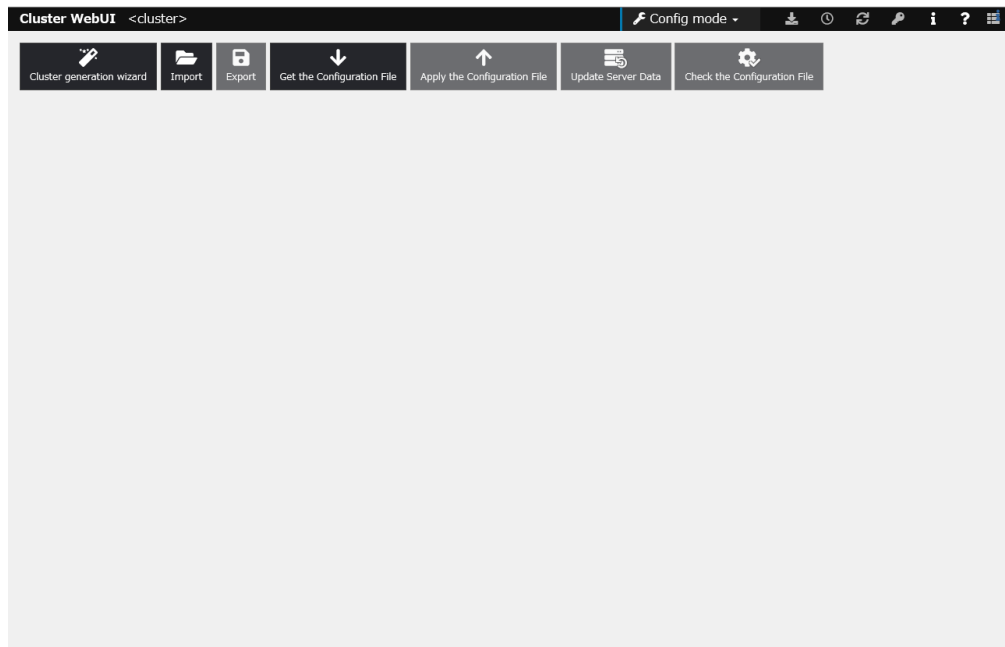 Cluster WebUI <cluster> Config mode
Cluster generation wizard Import Export Get the Configuration File Apply the Configuration File Update Server Data Check the Configuration File